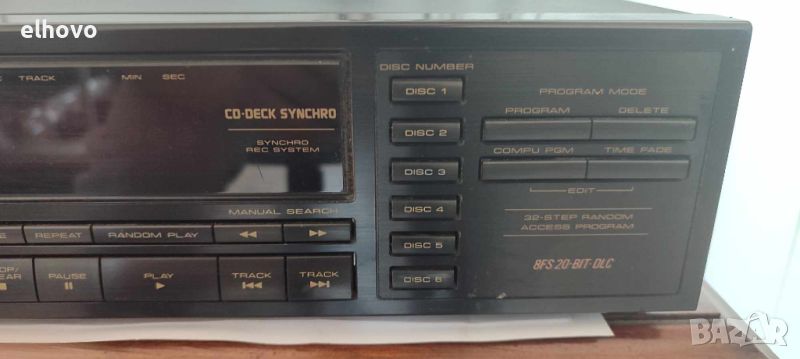 elhovo
TRACK MIN SEC
CD·DECK SYNCHRO
SYNCHRO
REC SYSTEM
MANUAL SEARCH
REPEAT RANDOM PLAY ◀◀ ▶▶
PAUSE PLAY TRACK TRACK
DISC NUMBER
DISC 1
DISC 2
DISC 3
DISC 4
DISC 5
DISC 6
PROGRAM MODE
PROGRAM DELETE
COMPU PGM TIME FADE
EDIT
32-STEP RANDOM
ACCESS PROGRAM
8FS·20-BIT·DLC
BAZAR